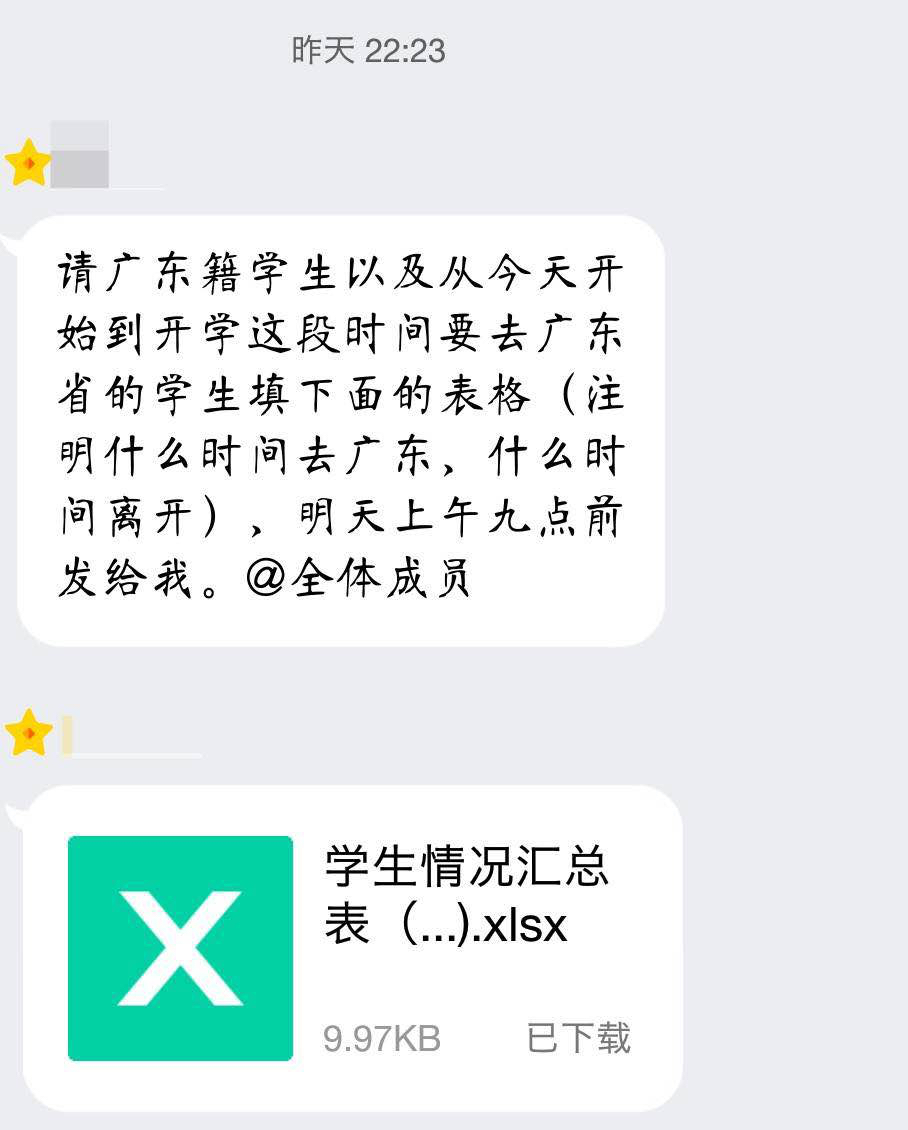 昨天 22:23
请广东籍学生以及从今天开
始到开学这段时间要去广东
省的学生填下面的表格（注
明什么时间去广东、什么时
间离开）、明天上午九点前
发给我。@全体成员
学生情况汇总
表（...).xlsx
9.97KB 已下载